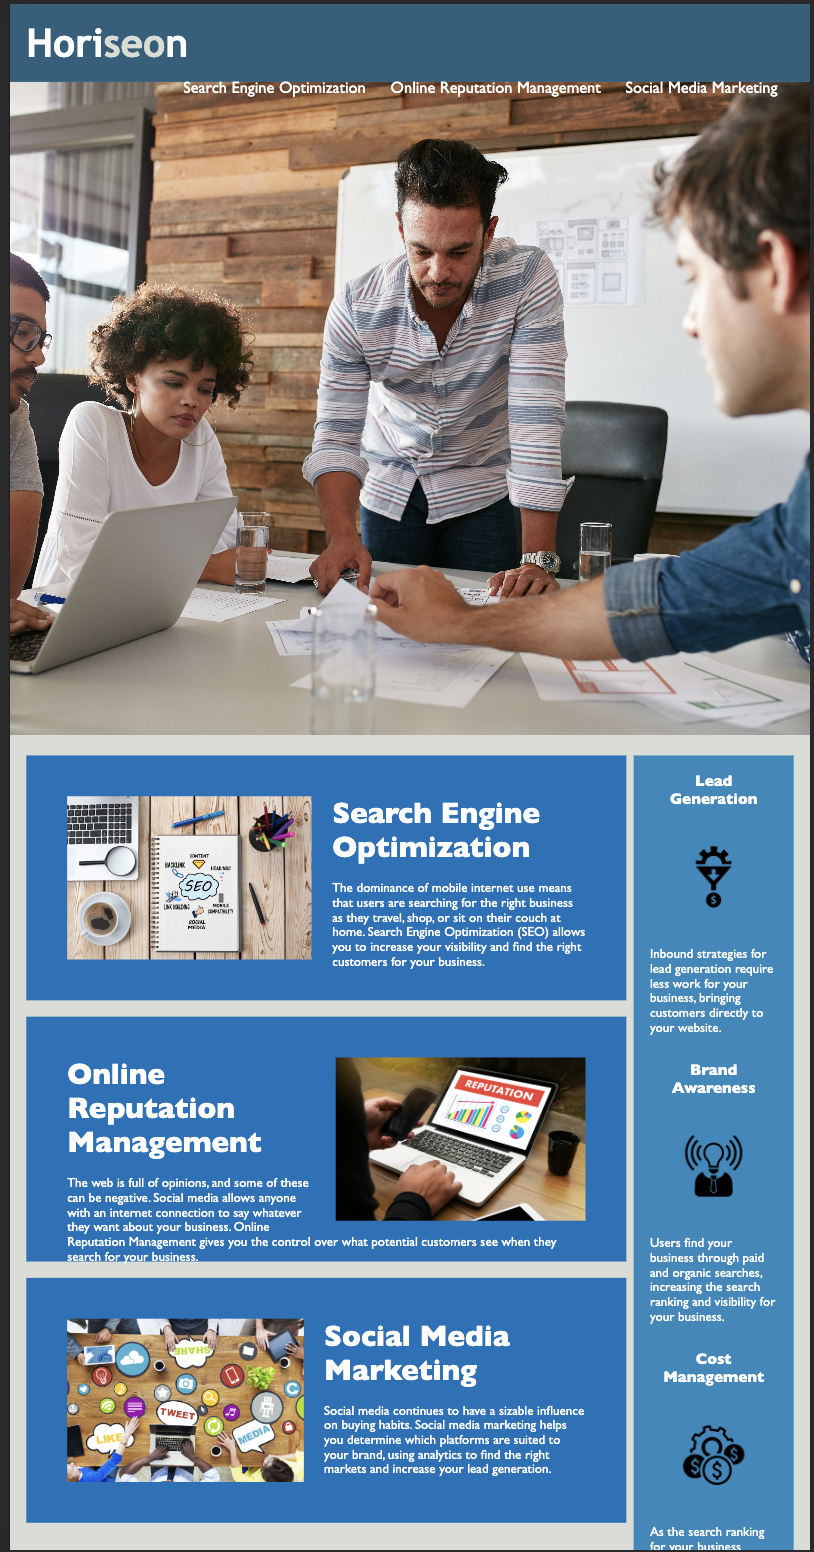 Horiseon
Search Engine Optimization Online Reputation Management Social Media Marketing
CONTENT
BACKLINK
HEADINGS
SEO
LINK BUILDING
MOBILE
COMPATIBILITY
SOCIAL
MEDIA
Search Engine
Optimization
The dominance of mobile internet use means
that users are searching for the right business
as they travel, shop, or sit on their couch at
home. Search Engine Optimization (SEO) allows
you to increase your visibility and find the right
customers for your business.
Online
Reputation
Management
The web is full of opinions, and some of these
can be negative. Social media allows anyone
with an internet connection to say whatever
they want about your business. Online
Reputation Management gives you the control over what potential customers see when they
search for your business.
REPUTATION
SHARE
TWEET
LIKE
MEDIA
Social Media
Marketing
Social media continues to have a sizable influence
on buying habits. Social media marketing helps
you determine which platforms are suited to
your brand, using analytics to find the right
markets and increase your lead generation.
Lead
Generation
Inbound strategies for
lead generation require
less work for your
business, bringing
customers directly to
your website.
Brand
Awareness
Users find your
business through paid
and organic searches,
increasing the search
ranking and visibility for
your business.
Cost
Management
As the search ranking
for your business